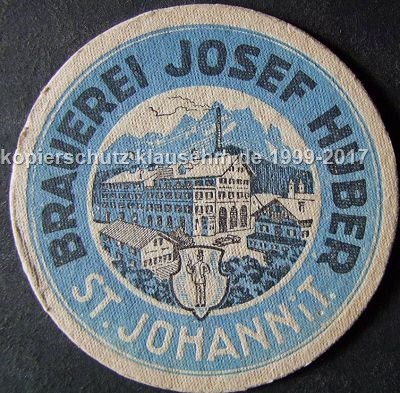 BRAUEREI JOSEF HUBER
kopierschutz klausehm.de 1999-2017
ST. JOHANN i.T.